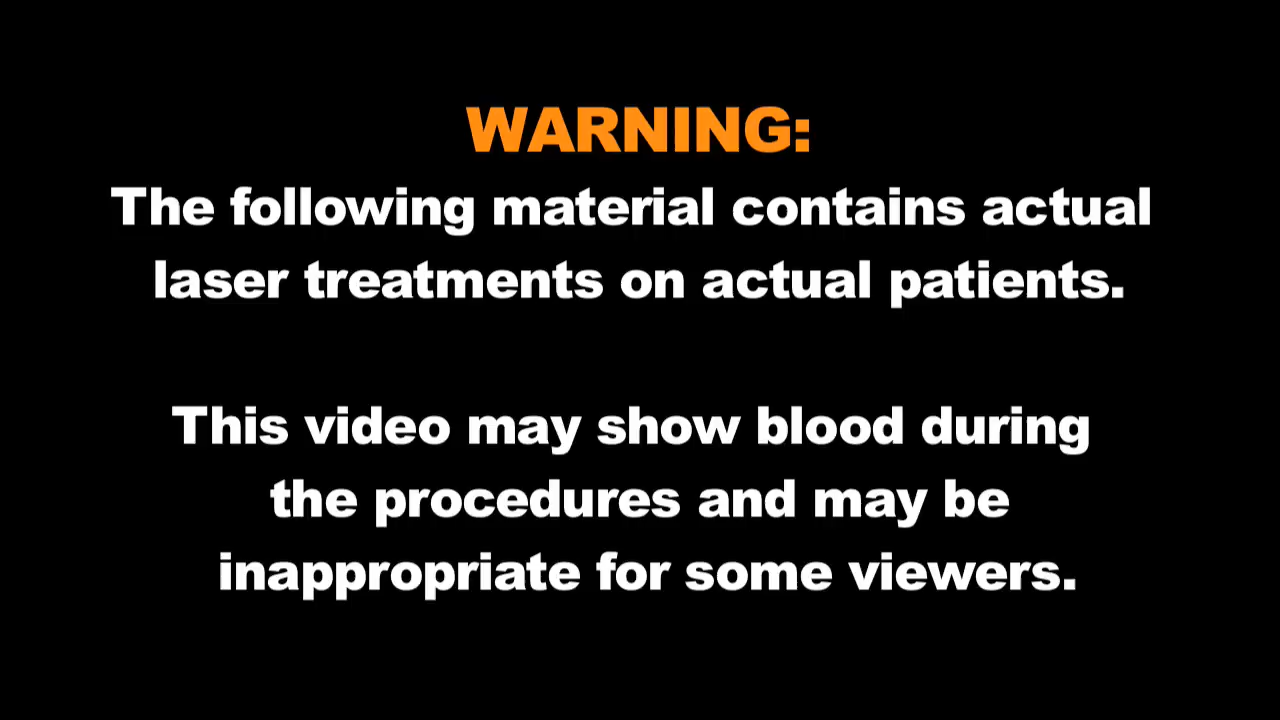 WARNING:
The following material contains actual
laser treatments on actual patients.
This video may show blood during
the procedures and may be
inappropriate for some viewers.